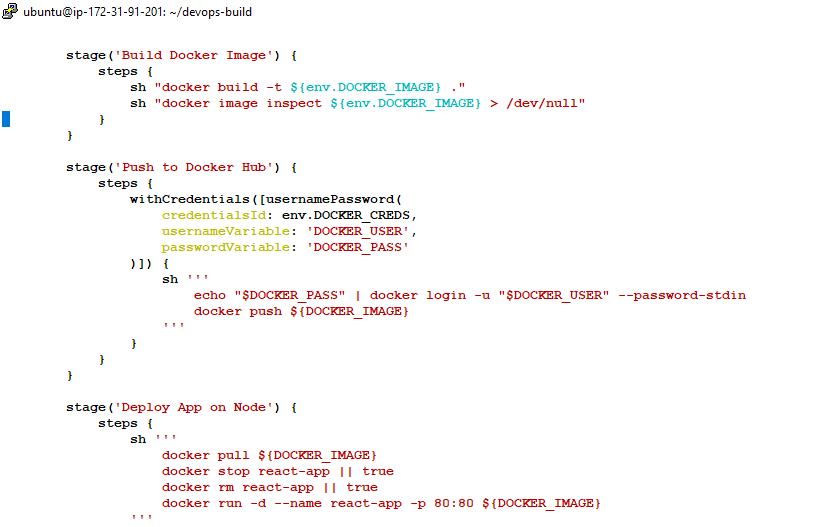 ubuntu@ip-172-31-91-201: ~/devops-build
stage('Build Docker Image') {
steps {
sh "docker build -t ${env.DOCKER_IMAGE} ."
sh "docker image inspect ${env.DOCKER_IMAGE} > /dev/null"
}
}
stage('Push to Docker Hub') {
steps {
withCredentials([usernamePassword(
credentialsId: env.DOCKER_CREDS,
usernameVariable: 'DOCKER_USER',
passwordVariable: 'DOCKER_PASS'
)]) {
sh '''
echo "$DOCKER_PASS" | docker login -u "$DOCKER_USER" --password-stdin
docker push ${DOCKER_IMAGE}
'''
}
}
}
stage('Deploy App on Node') {
steps {
sh '''
docker pull ${DOCKER_IMAGE}
docker stop react-app || true
docker rm react-app || true
docker run -d --name react-app -p 80:80 ${DOCKER_IMAGE}
'''